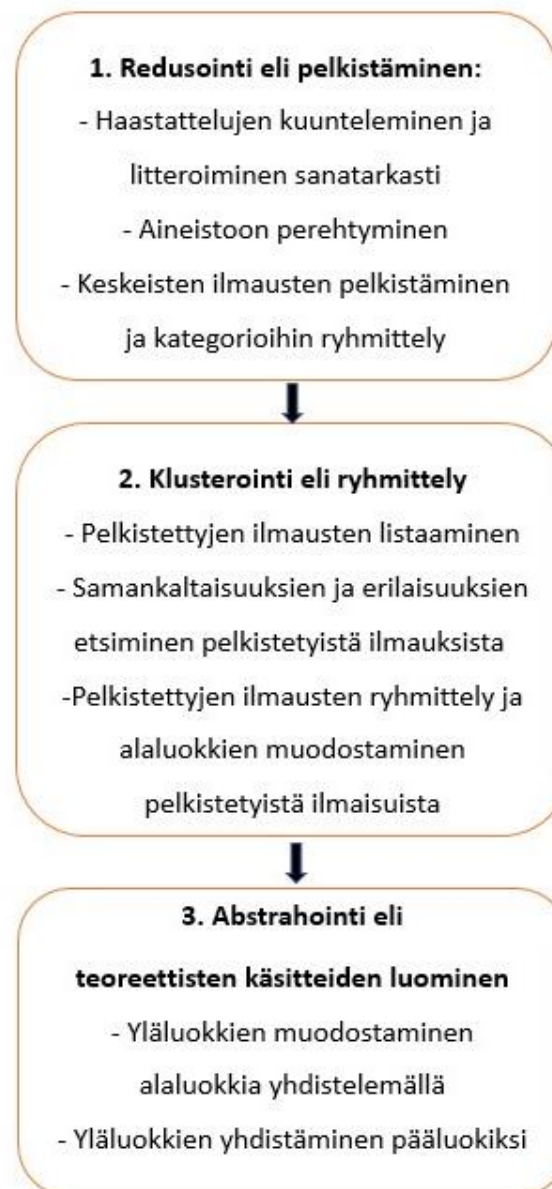 1. Redusointi eli pelkistäminen:
- Haastattelujen kuunteleminen ja
litteroiminen sanatarkasti
- Aineistoon perehtyminen
- Keskeisten ilmausten pelkistäminen
ja kategorioihin ryhmittely
2. Klusterointi eli ryhmittely
- Pelkistettyjen ilmausten listaaminen
- Samankaltaisuuksien ja erilaisuuksien
etsiminen pelkistetyistä ilmauksista
-Pelkistettyjen ilmausten ryhmittely ja
alaluokkien muodostaminen
pelkistetyistä ilmaisuista
3. Abstrahointi eli
teoreettisten käsitteiden luominen
- Yläluokkien muodostaminen
alaluokkia yhdistelemällä
- Yläluokkien yhdistäminen pääluokiksi